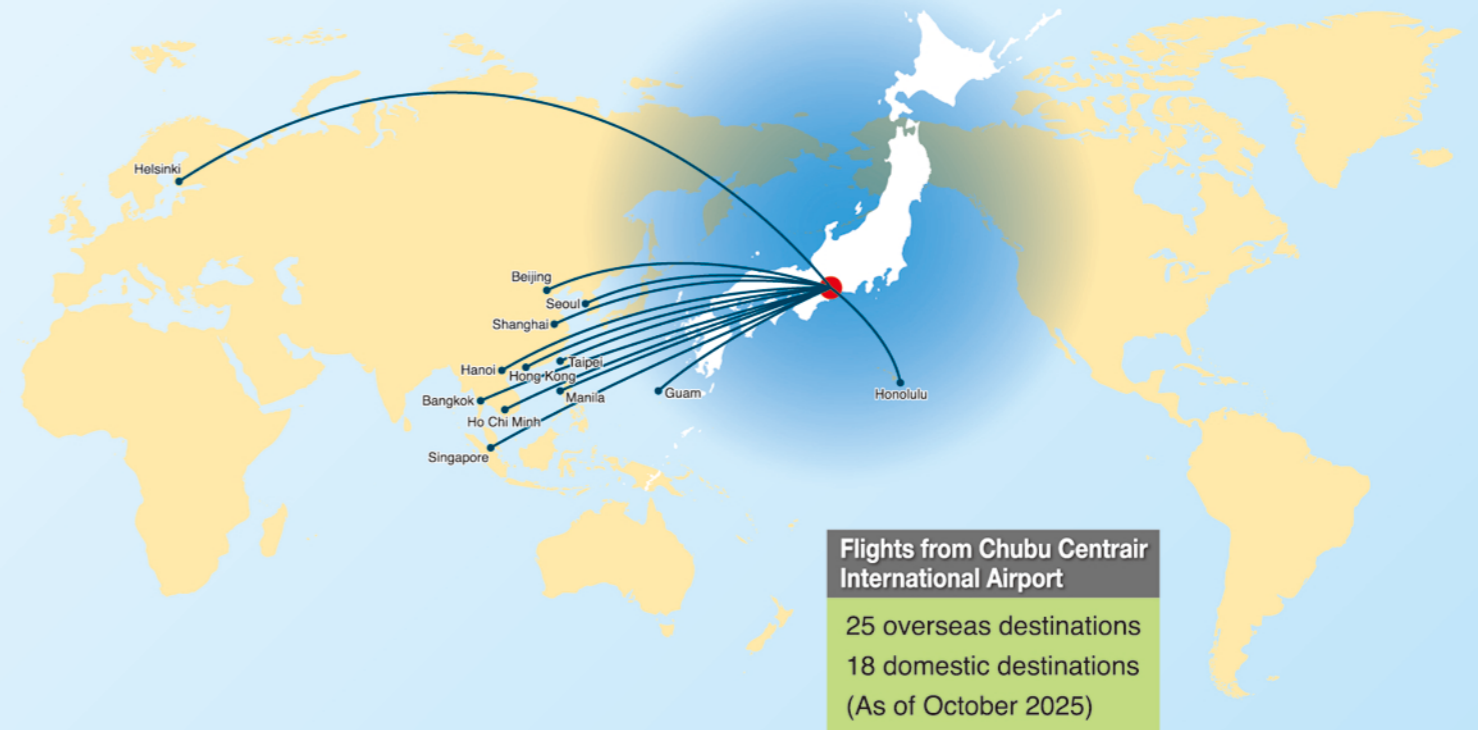 Helsinki
Beijing
Seoul
Shanghai
Taipei
Hanoi
Hong Kong
Guam
Honolulu
Bangkok
Manila
Ho Chi Minh
Singapore
Flights from Chubu Centrair
International Airport
25 overseas destinations
18 domestic destinations
(As of October 2025)